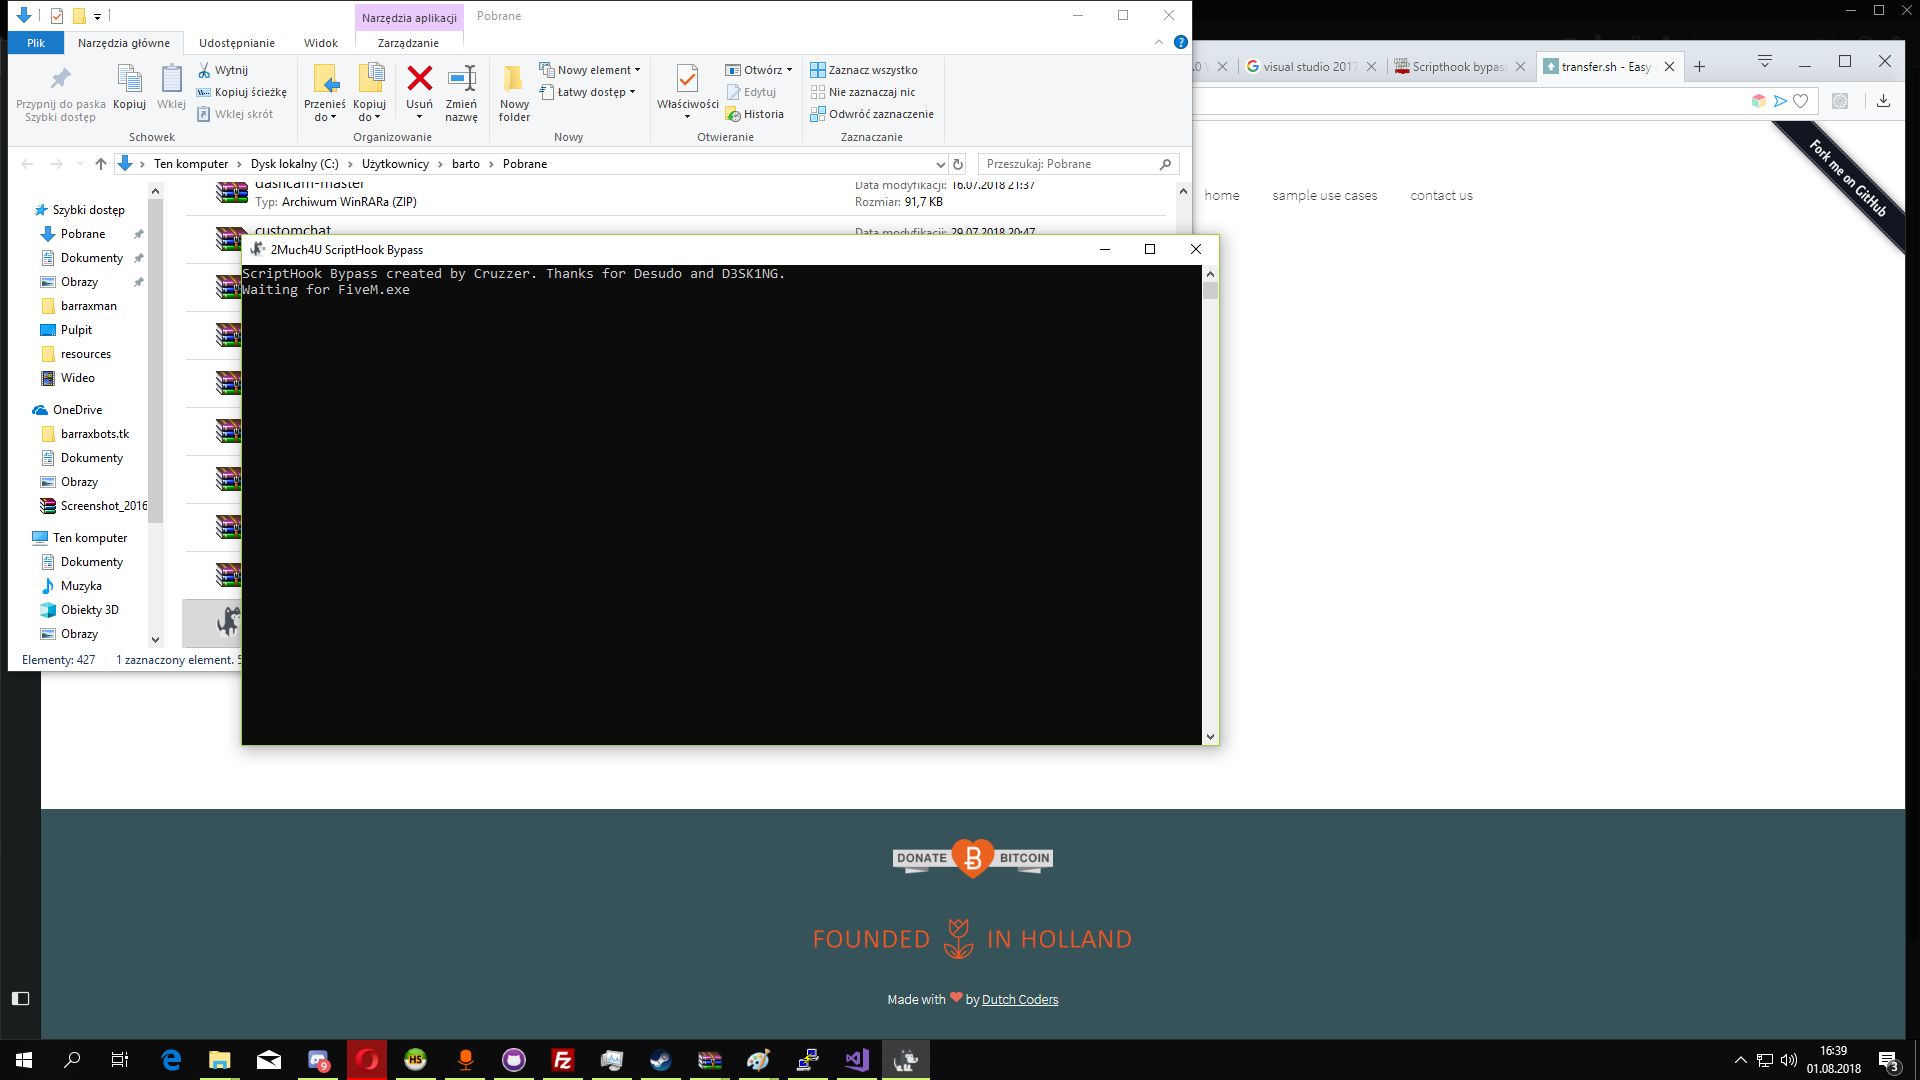 Narzędzia aplikacji
Pobrane
Plik
Narzędzia główne
Udostępnianie
Widok
Zarządzanie
Przypnij do paska
Szybki dostęp
Kopiuj
Wklej
Wytnij
Kopiuj ścieżkę
Wklej skrót
Schowek
Przenieś
do
Kopiuj
do
Usuń
Zmień
nazwę
Organizowanie
Nowy
folder
Nowy element
Łatwy dostęp
Nowy
Właściwości
Otwórz
Edytuj
Historia
Otwieranie
Zaznacz wszystko
Nie zaznaczaj nic
Odwróć zaznaczenie
Zaznaczanie
Ten komputer
Dysk lokalny (C:)
Użytkownicy
barto
Pobrane
Przeszukaj: Pobrane
Szybki dostęp
Pobrane
Dokumenty
Obrazy
barraxman
Pulpit
resources
Wideo
OneDrive
barraxbots.tk
Dokumenty
Obrazy
Screenshot_2016
Ten komputer
Dokumenty
Muzyka
Obiekty 3D
Obrazy
dashcam-master
Typ: Archiwum WinRARa (ZIP)
Data modyfikacji: 16.07.2018 21:37
Rozmiar: 91,7 KB
customchat
Data modyfikacji: 29.07.2018 20:47
Elementy: 427
1 zaznaczony element. 5
2Much4U ScriptHook Bypass
ScriptHook Bypass created by Cruzzer. Thanks for Desudo and D3SK1NG.
Waiting for FiveM.exe
visual studio 2017
Scripthook bypas
transfer.sh - Easy
home
sample use cases
contact us
Fork me on GitHub
DONATE
BITCOIN
FOUNDED
IN HOLLAND
Made with ❤ by Dutch Coders
HS
9
Fz
16:39
01.08.2018
3